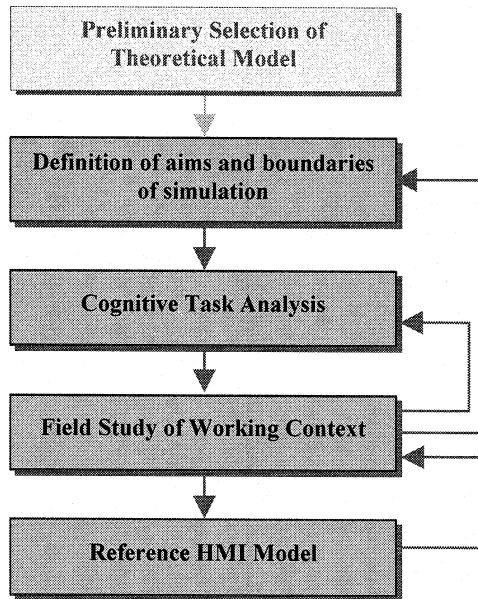 Preliminary Selection of
Theoretical Model
Definition of aims and boundaries
of simulation
Cognitive Task Analysis
Field Study of Working Context
Reference HMI Model